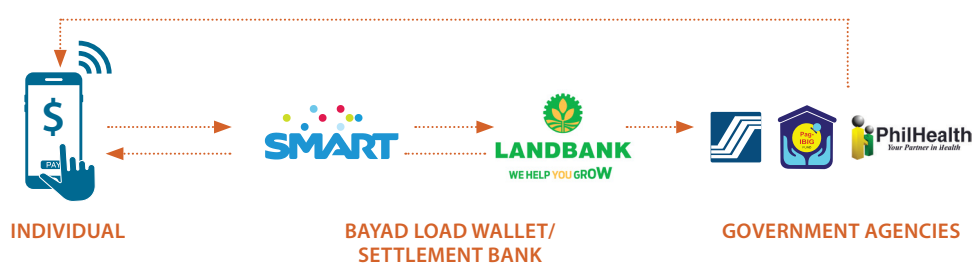 $
PAY
SMART
LANDBANK
WE HELP YOU GROW
Pag-
IBIG
FUND
PhilHealth
Your Partner in Health
INDIVIDUAL
BAYAD LOAD WALLET/
SETTLEMENT BANK
GOVERNMENT AGENCIES